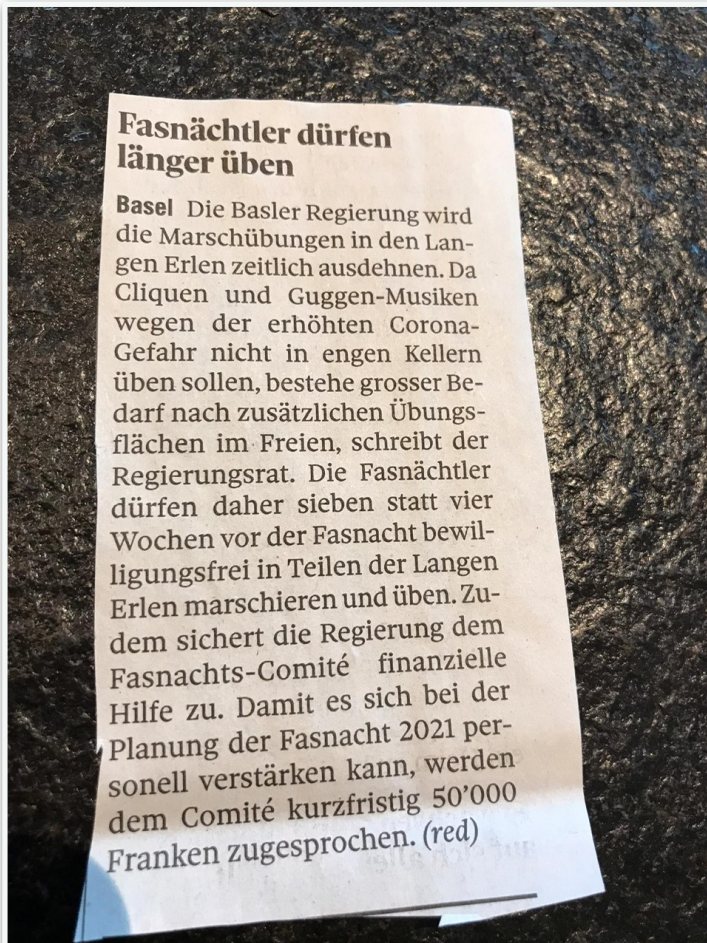 Fasnächtler dürfen
länger üben
Basel Die Basler Regierung wird
die Marschübungen in den Lan-
gen Erlen zeitlich ausdehnen. Da
Cliquen und Guggen-Musiken
wegen der erhöhten Corona-
Gefahr nicht in engen Kellern
üben sollen, bestehe grosser Be-
darf nach zusätzlichen Übungs-
flächen im Freien, schreibt der
Regierungsrat. Die Fasnächtler
dürfen daher sieben statt vier
Wochen vor der Fasnacht bewil-
ligungsfrei in Teilen der Langen
Erlen marschieren und üben. Zu-
dem sichert die Regierung dem
Fasnachts-Comité finanzielle
Hilfe zu. Damit es sich bei der
Planung der Fasnacht 2021 per-
sonell verstärken kann, werden
dem Comité kurzfristig 50'000
Franken zugesprochen. (red)